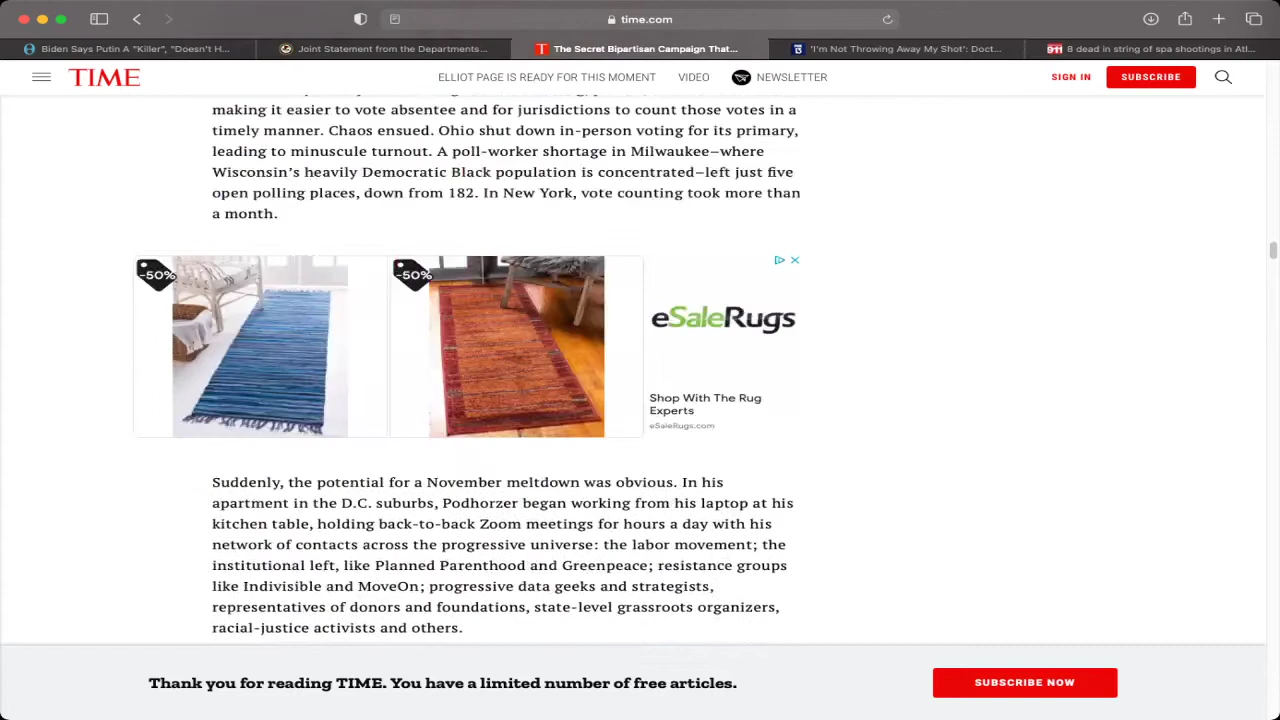 time.com
Biden Says Putin A "Killer", "Doesn't H...
Joint Statement from the Departments...
The Secret Bipartisan Campaign That...
'I'm Not Throwing Away My Shot': Doct...
8 dead in string of spa shootings in Atl...
TIME
ELLIOT PAGE IS READY FOR THIS MOMENT
VIDEO
NEWSLETTER
SIGN IN
SUBSCRIBE
making it easier to vote absentee and for jurisdictions to count those votes in a
timely manner. Chaos ensued. Ohio shut down in-person voting for its primary,
leading to minuscule turnout. A poll-worker shortage in Milwaukee—where
Wisconsin's heavily Democratic Black population is concentrated—left just five
open polling places, down from 182. In New York, vote counting took more than
a month.
-50%
-50%
eSaleRugs
Shop With The Rug
Experts
eSaleRugs.com
Suddenly, the potential for a November meltdown was obvious. In his
apartment in the D.C. suburbs, Podhorzer began working from his laptop at his
kitchen table, holding back-to-back Zoom meetings for hours a day with his
network of contacts across the progressive universe: the labor movement; the
institutional left, like Planned Parenthood and Greenpeace; resistance groups
like Indivisible and MoveOn; progressive data geeks and strategists,
representatives of donors and foundations, state-level grassroots organizers,
racial-justice activists and others.
Thank you for reading TIME. You have a limited number of free articles.
SUBSCRIBE NOW